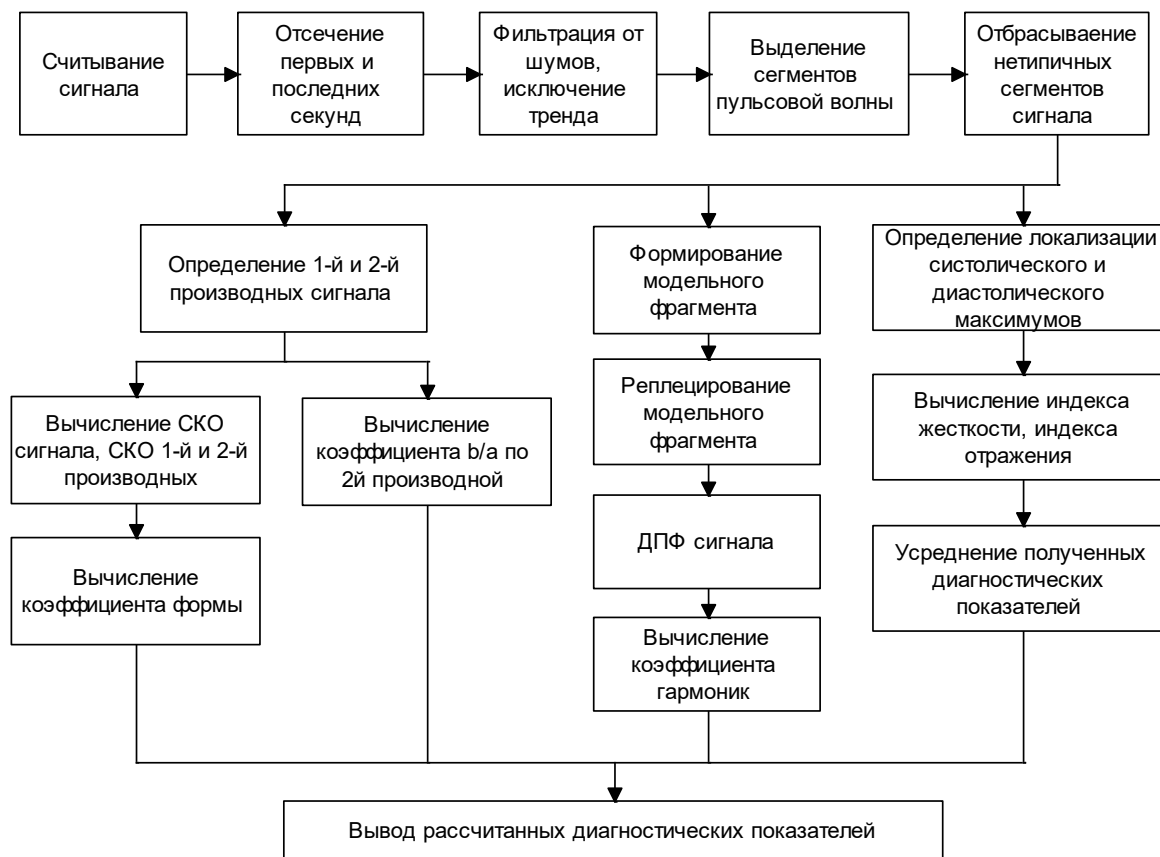 Считывание
сигнала
Отсечение
первых и
последних
секунд
Фильтрация от
шумов,
исключение
тренда
Выделение
сегментов
пульсовой волны
Отбрасываение
нетипичных
сегментов
сигнала
Определение 1-й и 2-й
производных сигнала
Формирование
модельного
фрагмента
Определение локализации
систолического и
диастолического
максимумов
Вычисление СКО
сигнала, СКО 1-й и 2-й
производных
Вычисление
коэффициента b/a по
2й производной
Реплецирование
модельного
фрагмента
Вычисление индекса
жесткости, индекса
отражения
Вычисление
коэффициента формы
ДПФ сигнала
Усреднение полученных
диагностических
показателей
Вычисление
коэффициента
гармоник
Вывод рассчитанных диагностических показателей